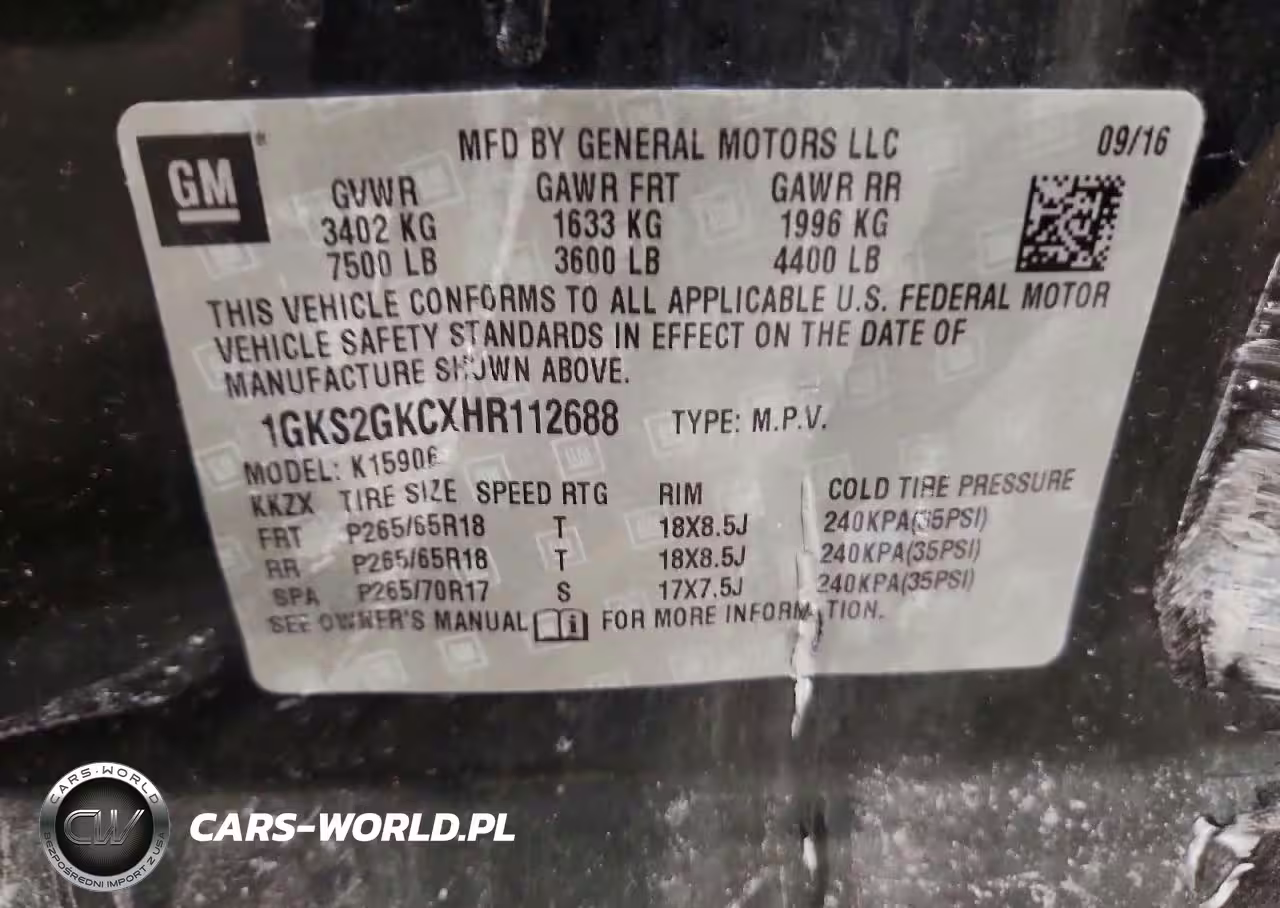 GM
MFD BY GENERAL MOTORS LLC 09/16
GVWR GAWR FRT GAWR RR
3402 KG 1633 KG 1996 KG
7500 LB 3600 LB 4400 LB
THIS VEHICLE CONFORMS TO ALL APPLICABLE U.S. FEDERAL MOTOR
VEHICLE SAFETY STANDARDS IN EFFECT ON THE DATE OF
MANUFACTURE SHOWN ABOVE.
1GKS2GKCXHR112688 TYPE: M.P.V.
MODEL: K15906
KKZX TIRE SIZE SPEED RTG RIM COLD TIRE PRESSURE
FRT P265/65R18 T 18X8.5J 240KPA(35PSI)
RR P265/65R18 T 18X8.5J 240KPA(35PSI)
SPA P265/70R17 S 17X7.5J 240KPA(35PSI)
SEE OWNER'S MANUAL i FOR MORE INFORMATION.
CARS-WORLD
CW
BEZPOŚREDNI IMPORT Z USA
CARS-WORLD.PL